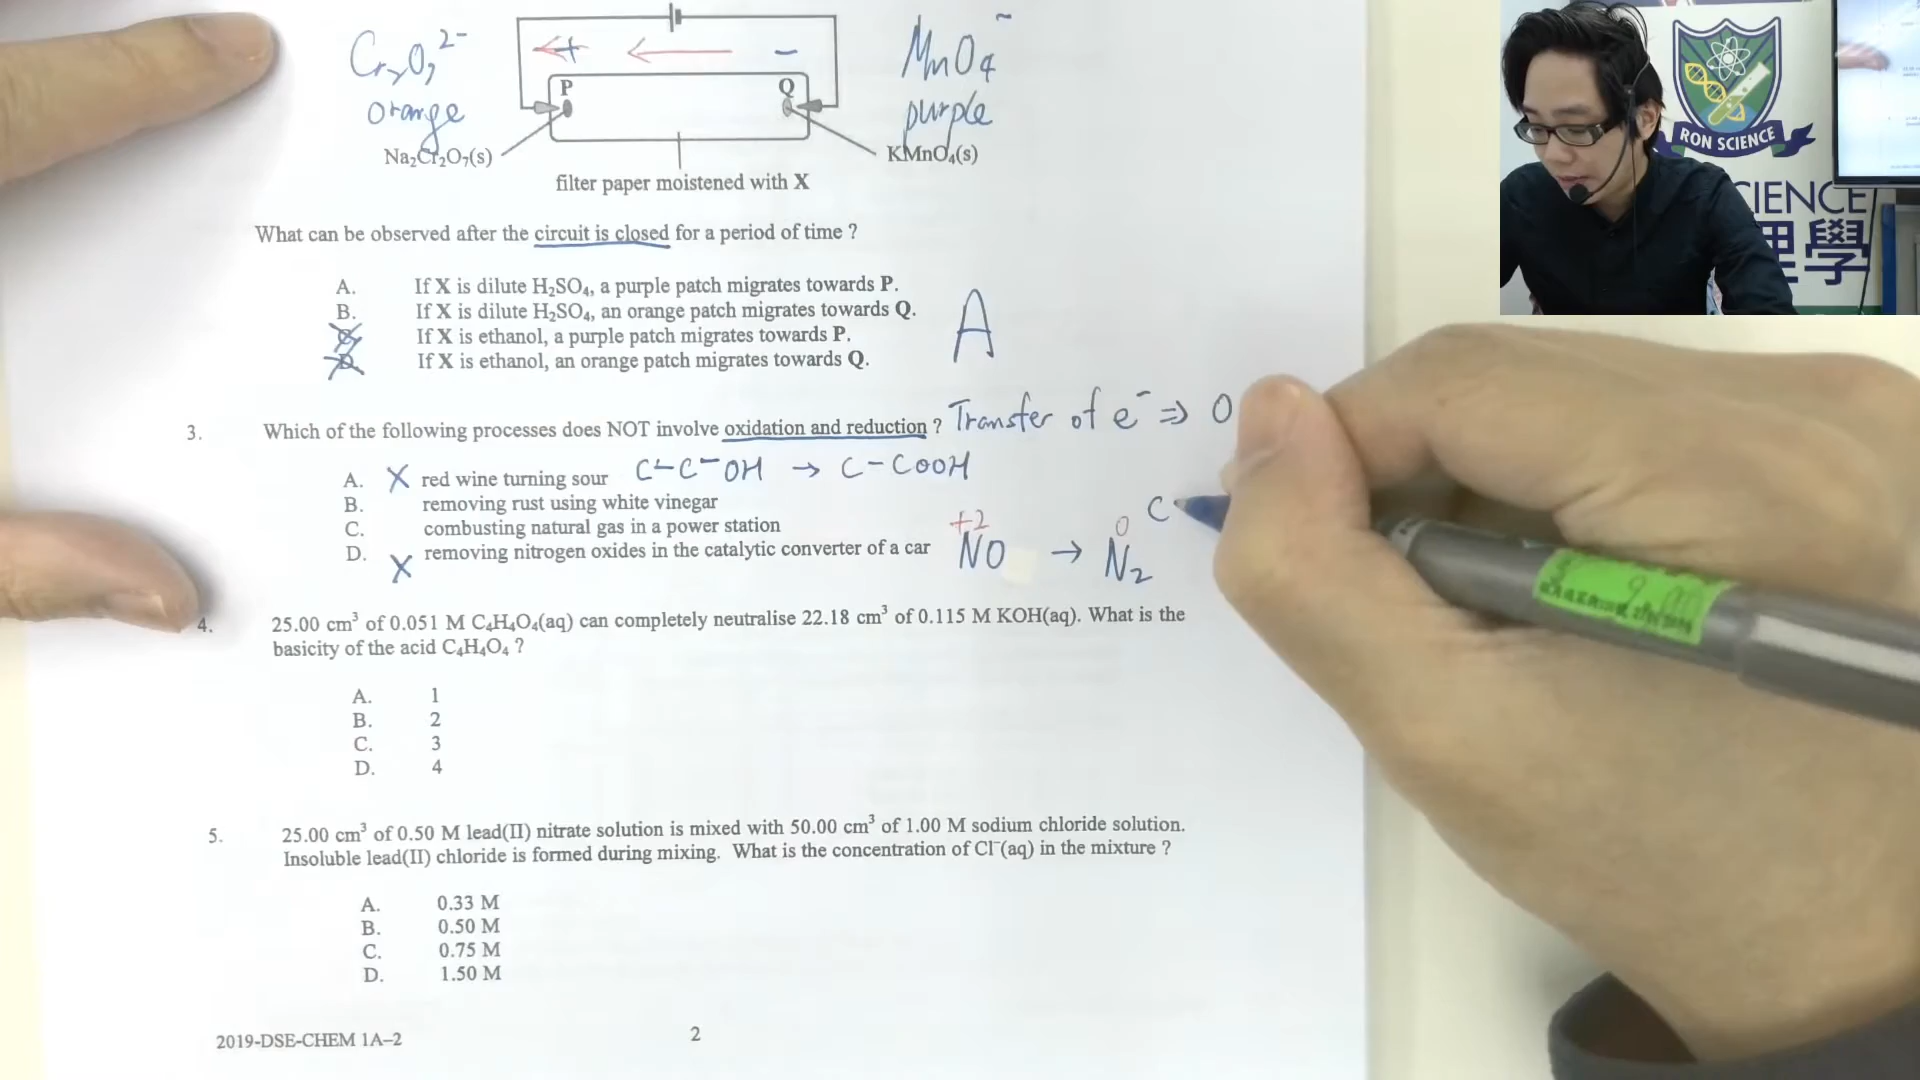 Cr₂O₇²⁻
orange
+ −
MnO₄⁻
purple
P Q
Na₂Cr₂O₇(s)
KMnO₄(s)
filter paper moistened with X
What can be observed after the circuit is closed for a period of time ?
A. If X is dilute H₂SO₄, a purple patch migrates towards P.
B. If X is dilute H₂SO₄, an orange patch migrates towards Q.
If X is ethanol, a purple patch migrates towards P.
D. If X is ethanol, an orange patch migrates towards Q.
A
3. Which of the following processes does NOT involve oxidation and reduction ? Transfer of e⁻ ⇒ O
A. X red wine turning sour C-C-OH → C-COOH
B. removing rust using white vinegar
C. combusting natural gas in a power station
D. X removing nitrogen oxides in the catalytic converter of a car
+2 0 C
NO → N₂
4. 25.00 cm³ of 0.051 M C₄H₄O₄(aq) can completely neutralise 22.18 cm³ of 0.115 M KOH(aq). What is the
basicity of the acid C₄H₄O₄ ?
A. 1
B. 2
C. 3
D. 4
5. 25.00 cm³ of 0.50 M lead(II) nitrate solution is mixed with 50.00 cm³ of 1.00 M sodium chloride solution.
Insoluble lead(II) chloride is formed during mixing. What is the concentration of Cl⁻(aq) in the mixture ?
A. 0.33 M
B. 0.50 M
C. 0.75 M
D. 1.50 M
2019-DSE-CHEM 1A–2
2
RON SCIENCE
CIENCE
理學